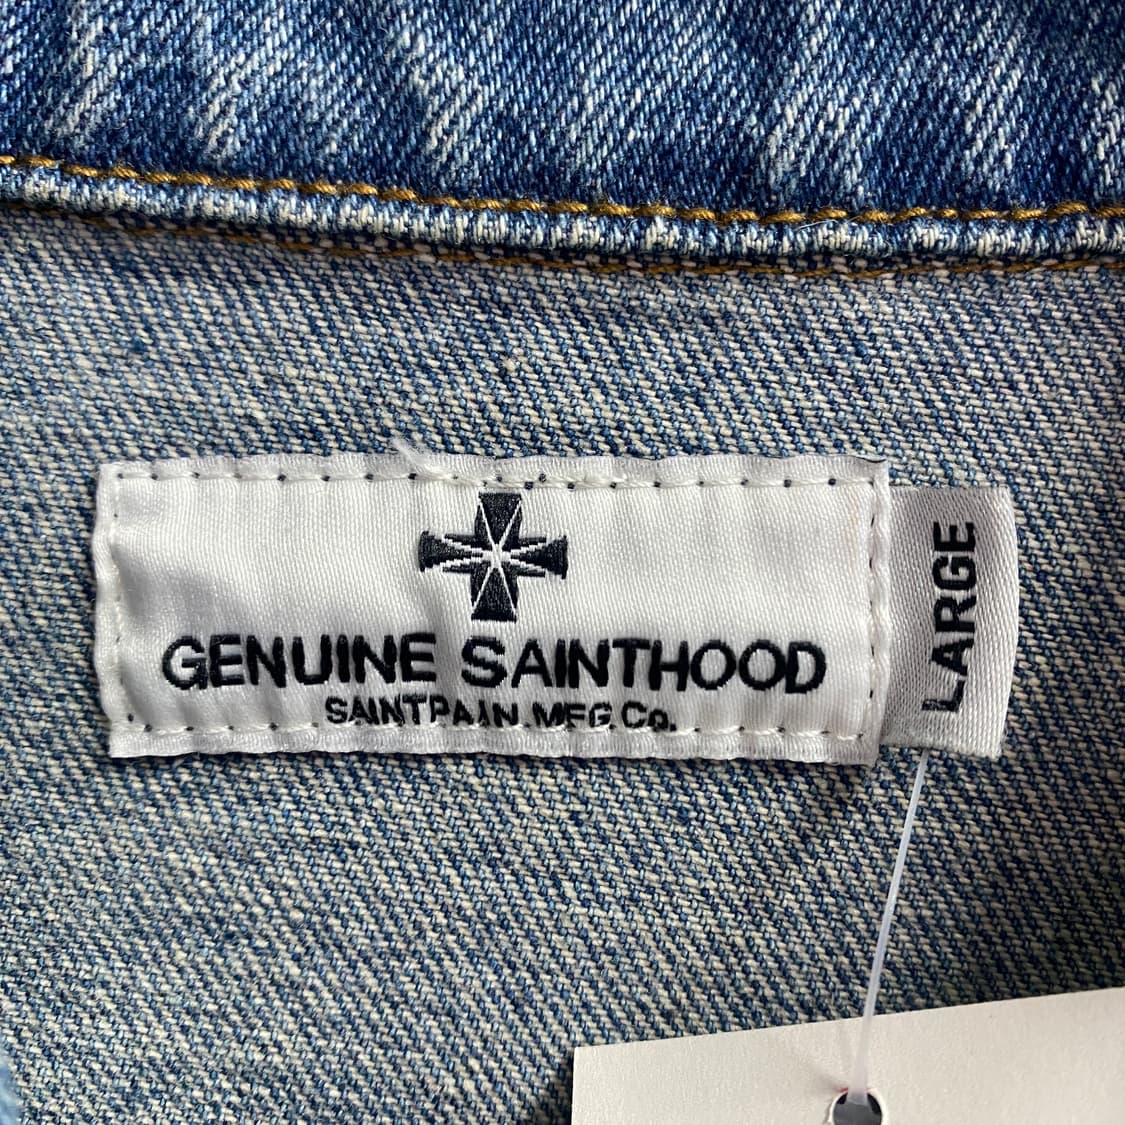 GENUINE SAINTHOOD
SAINTPAIN MFG Co.
LARGE